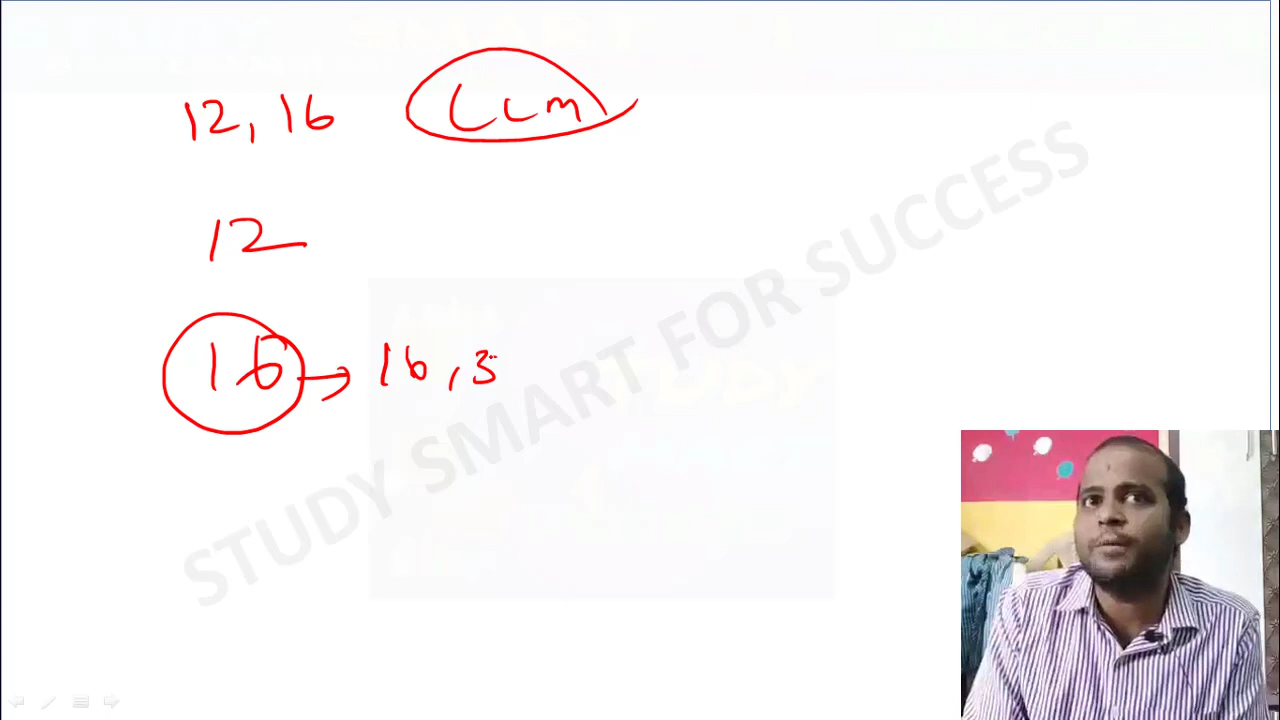 12, 16 LCM
12
16 → 16, 3
STUDY SMART FOR SUCCESS